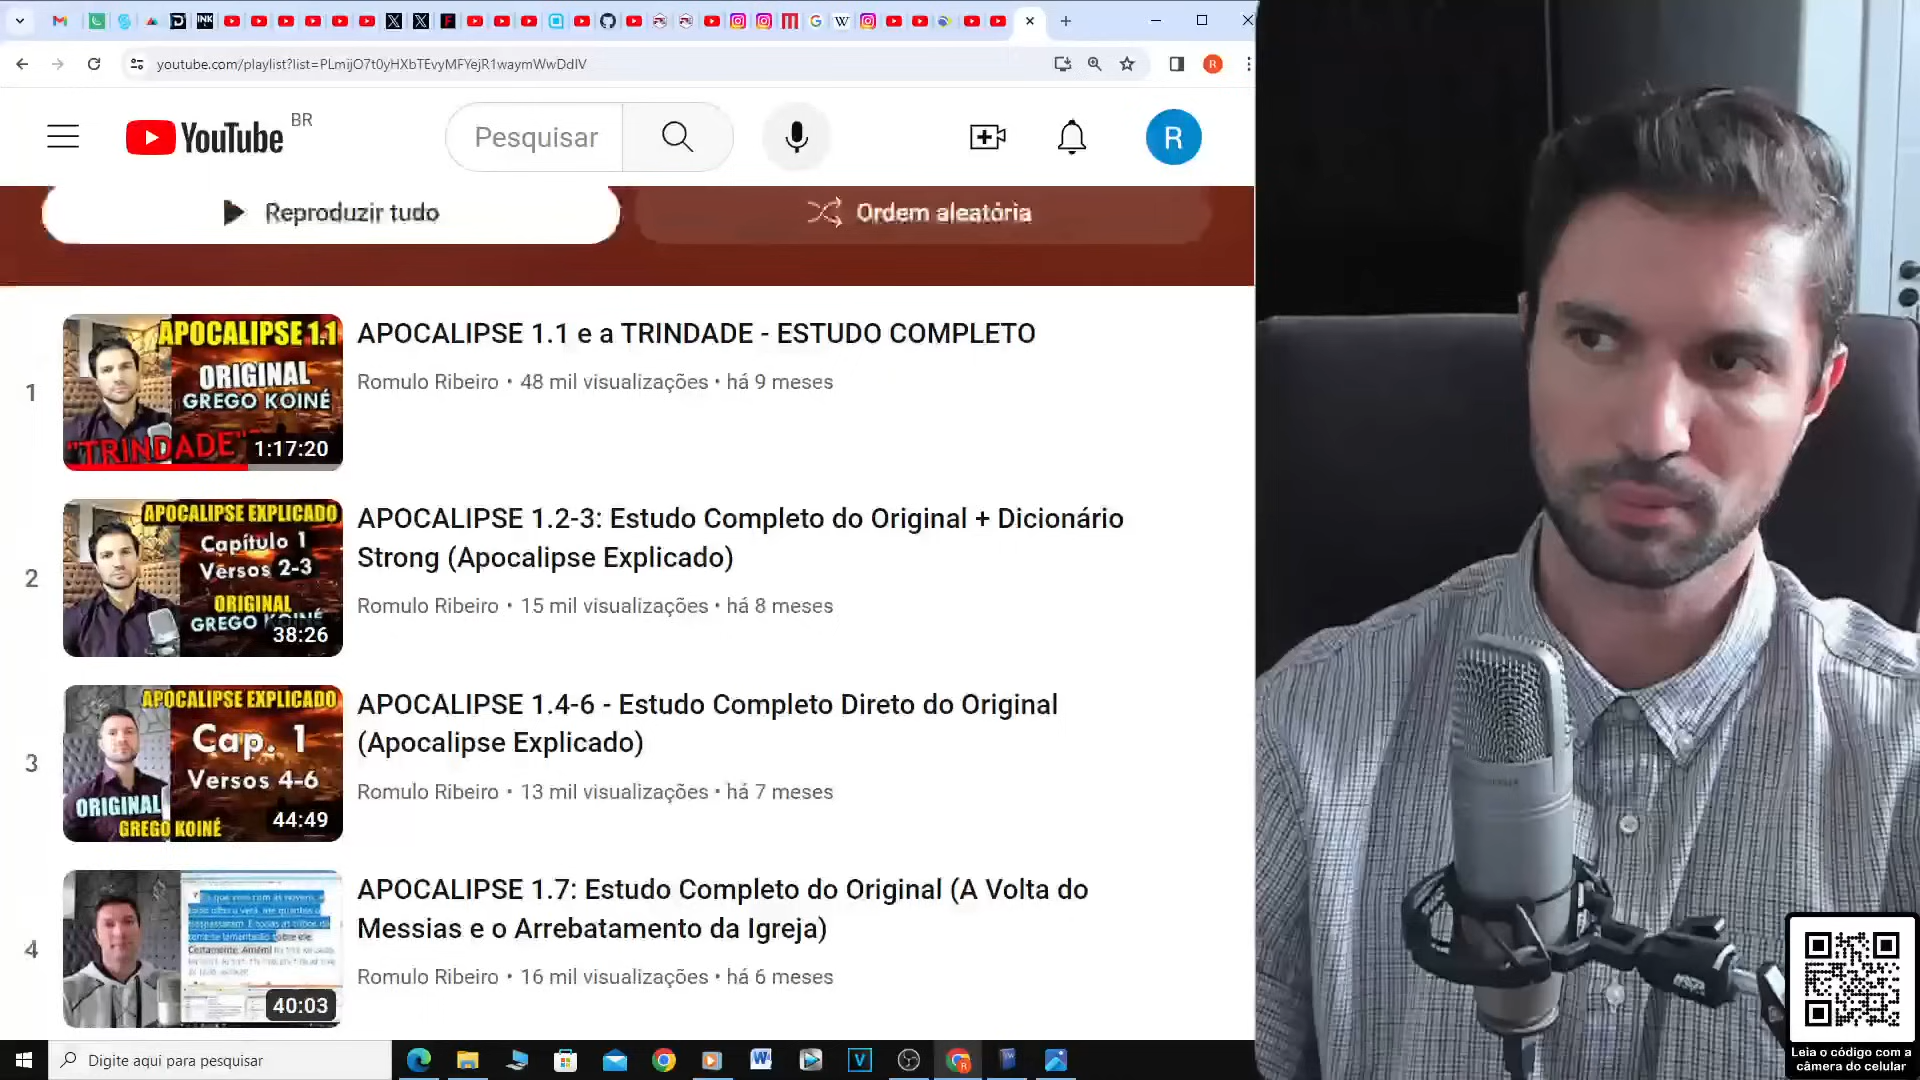 youtube.com/playlist?list=PLmijO7t0yHXbTEvyMFYejR1waymWwDdlV
YouTube BR
Pesquisar
R
Reproduzir tudo
Ordem aleatória
1
APOCALIPSE 1.1
ORIGINAL
GREGO KOINÉ
"TRINDADE"
1:17:20
APOCALIPSE 1.1 e a TRINDADE - ESTUDO COMPLETO
Romulo Ribeiro • 48 mil visualizações • há 9 meses
2
APOCALIPSE EXPLICADO
Capítulo 1
Versos 2-3
ORIGINAL
GREGO KOINÉ
38:26
APOCALIPSE 1.2-3: Estudo Completo do Original + Dicionário
Strong (Apocalipse Explicado)
Romulo Ribeiro • 15 mil visualizações • há 8 meses
3
APOCALIPSE EXPLICADO
Cap. 1
Versos 4-6
ORIGINAL
GREGO KOINÉ
44:49
APOCALIPSE 1.4-6 - Estudo Completo Direto do Original
(Apocalipse Explicado)
Romulo Ribeiro • 13 mil visualizações • há 7 meses
4
40:03
APOCALIPSE 1.7: Estudo Completo do Original (A Volta do
Messias e o Arrebatamento da Igreja)
Romulo Ribeiro • 16 mil visualizações • há 6 meses
Digite aqui para pesquisar
Leia o código com a
câmera do celular